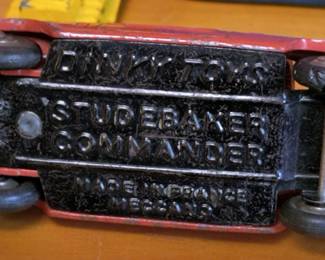 DINKY TOYS
STUDEBAKER
COMMANDER
MADE IN FRANCE
MECCANO